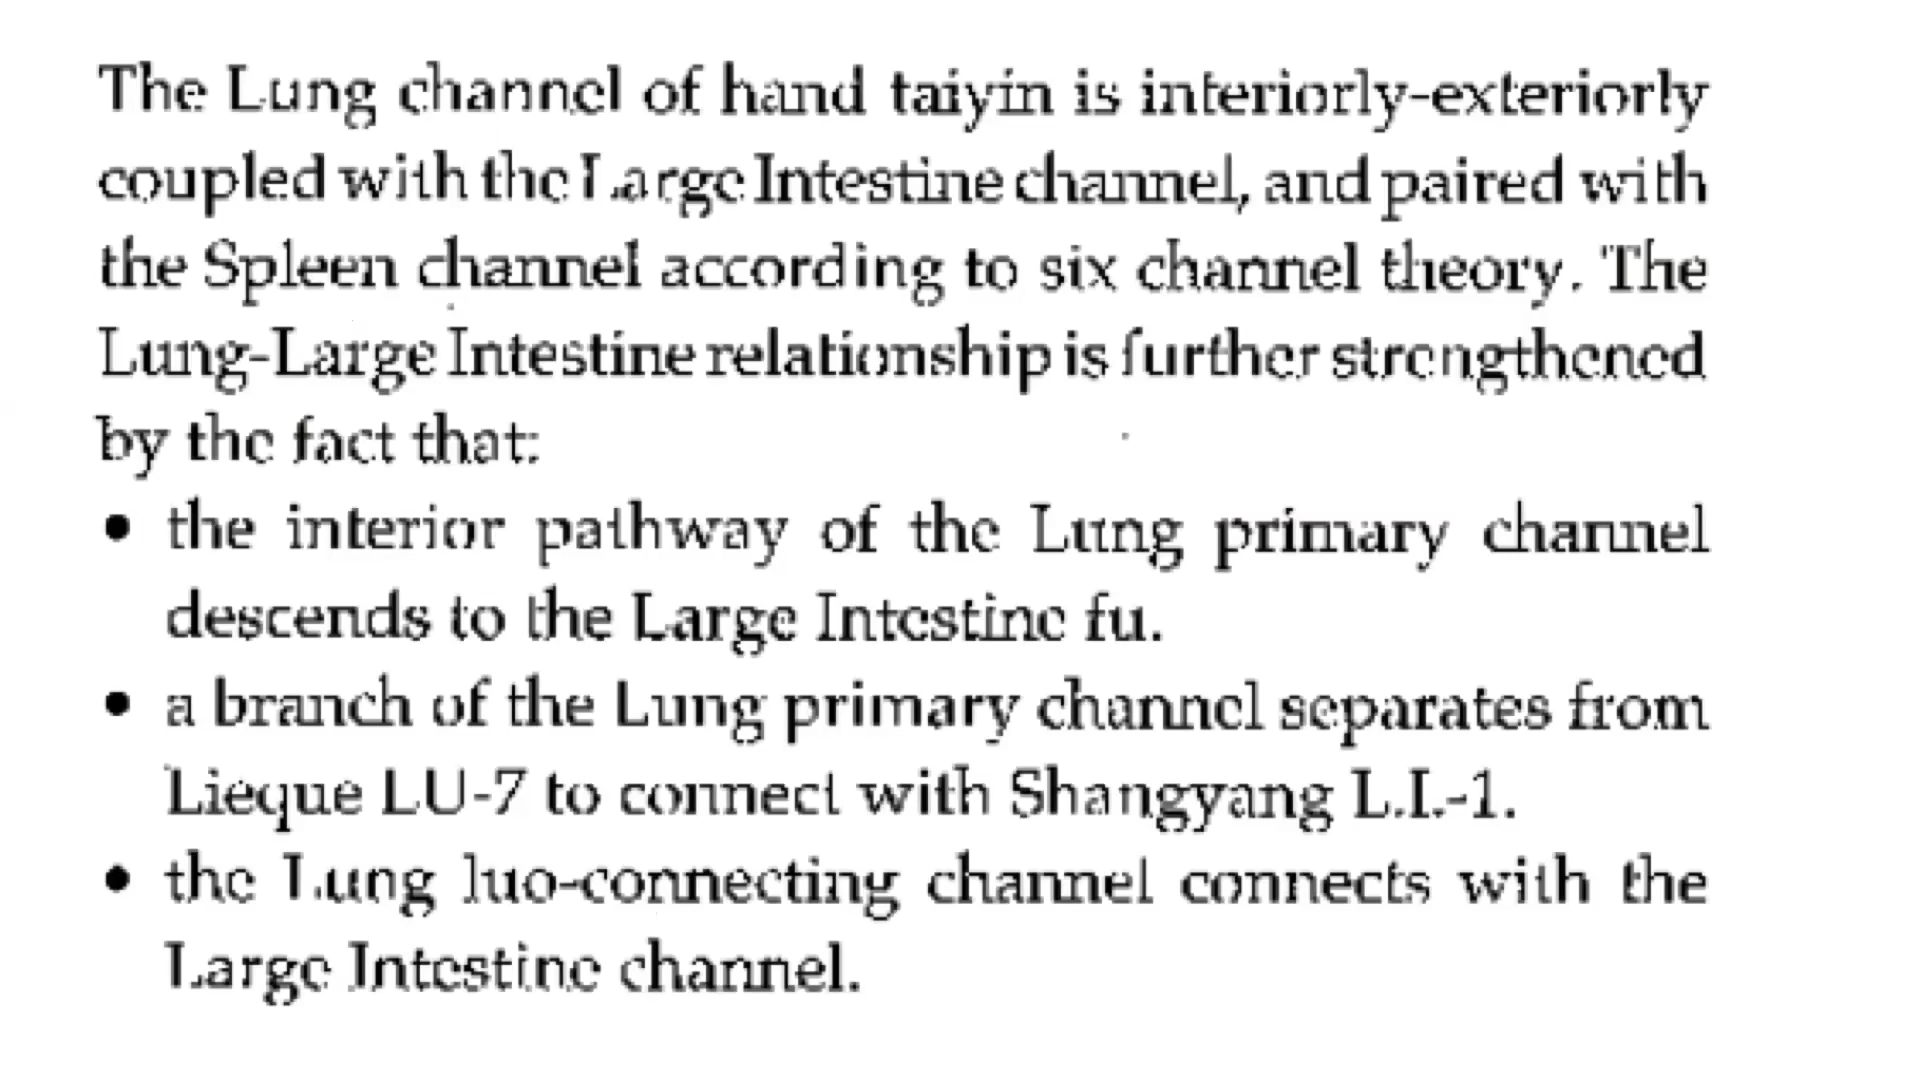 The Lung channel of hand taiyin is interiorly-exteriorly
coupled with the Large Intestine channel, and paired with
the Spleen channel according to six channel theory. The
Lung-Large Intestine relationship is further strengthened
by the fact that:
• the interior pathway of the Lung primary channel
descends to the Large Intestine fu.
• a branch of the Lung primary channel separates from
Lieque LU-7 to connect with Shangyang L.I.-1.
• the Lung luo-connecting channel connects with the
Large Intestine channel.